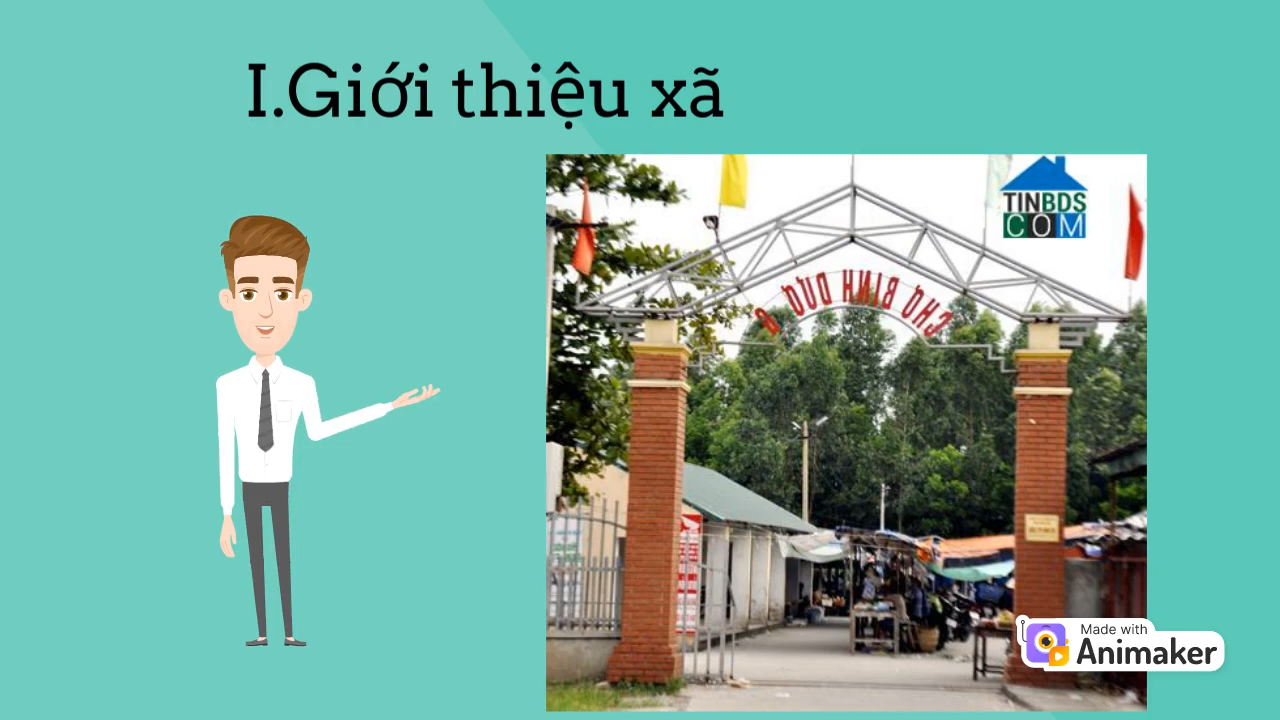 I.Giới thiệu xã
TINBDS
COM
CHỢ BÌNH DƯƠNG
Made with
Animaker